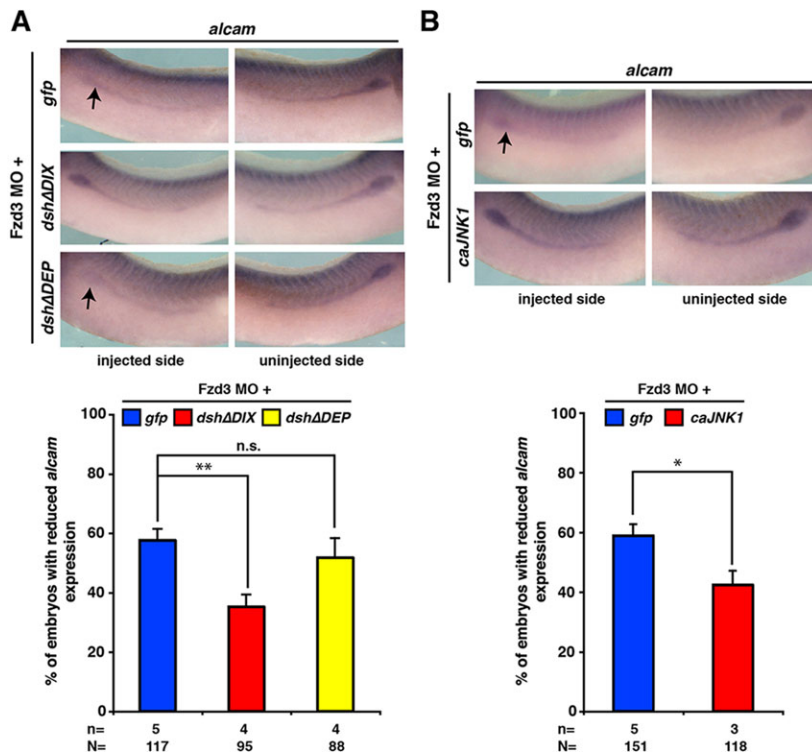 A
alcam
Fzd3 MO +
gfp
dshΔDIX
dshΔDEP
injected side
uninjected side
Fzd3 MO +
gfp dshΔDIX dshΔDEP
n.s.
**
% of embryos with reduced alcam
expression
100
80
60
40
20
0
n= 5 4 4
N= 117 95 88
B
alcam
Fzd3 MO +
gfp
caJNK1
injected side
uninjected side
Fzd3 MO +
gfp caJNK1
*
% of embryos with reduced alcam
expression
100
80
60
40
20
0
n= 5 3
N= 151 118